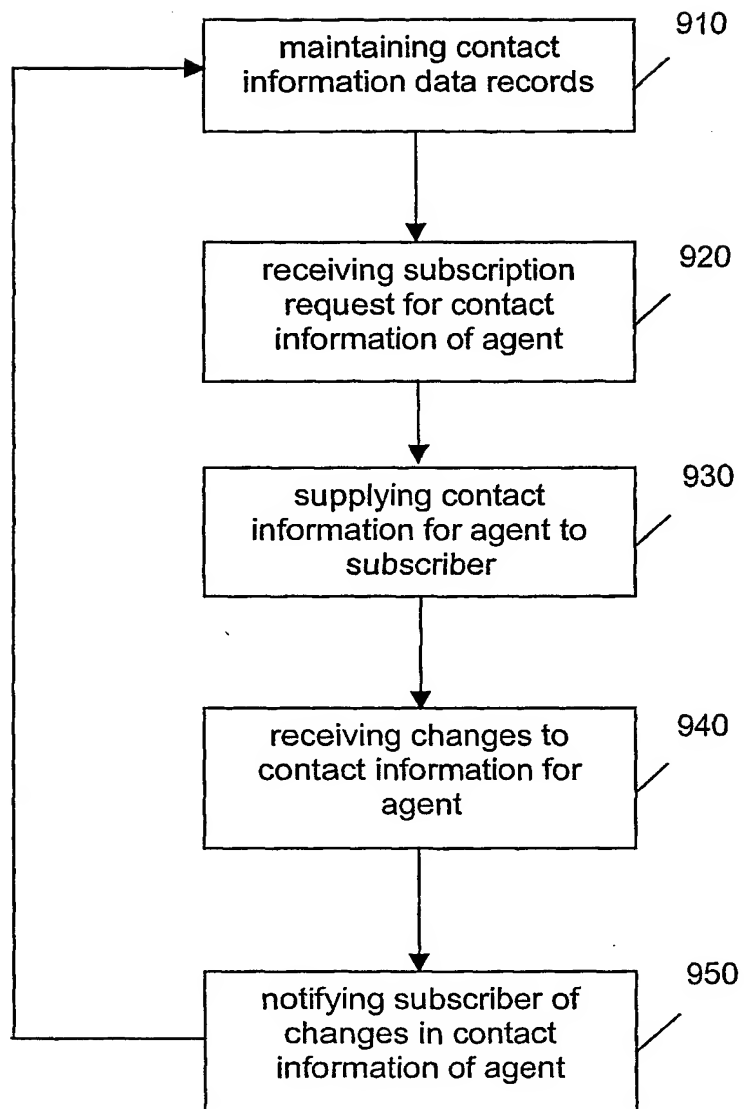 910
maintaining contact
information data records
920
receiving subscription
request for contact
information of agent
930
supplying contact
information for agent to
subscriber
940
receiving changes to
contact information for
agent
950
notifying subscriber of
changes in contact
information of agent